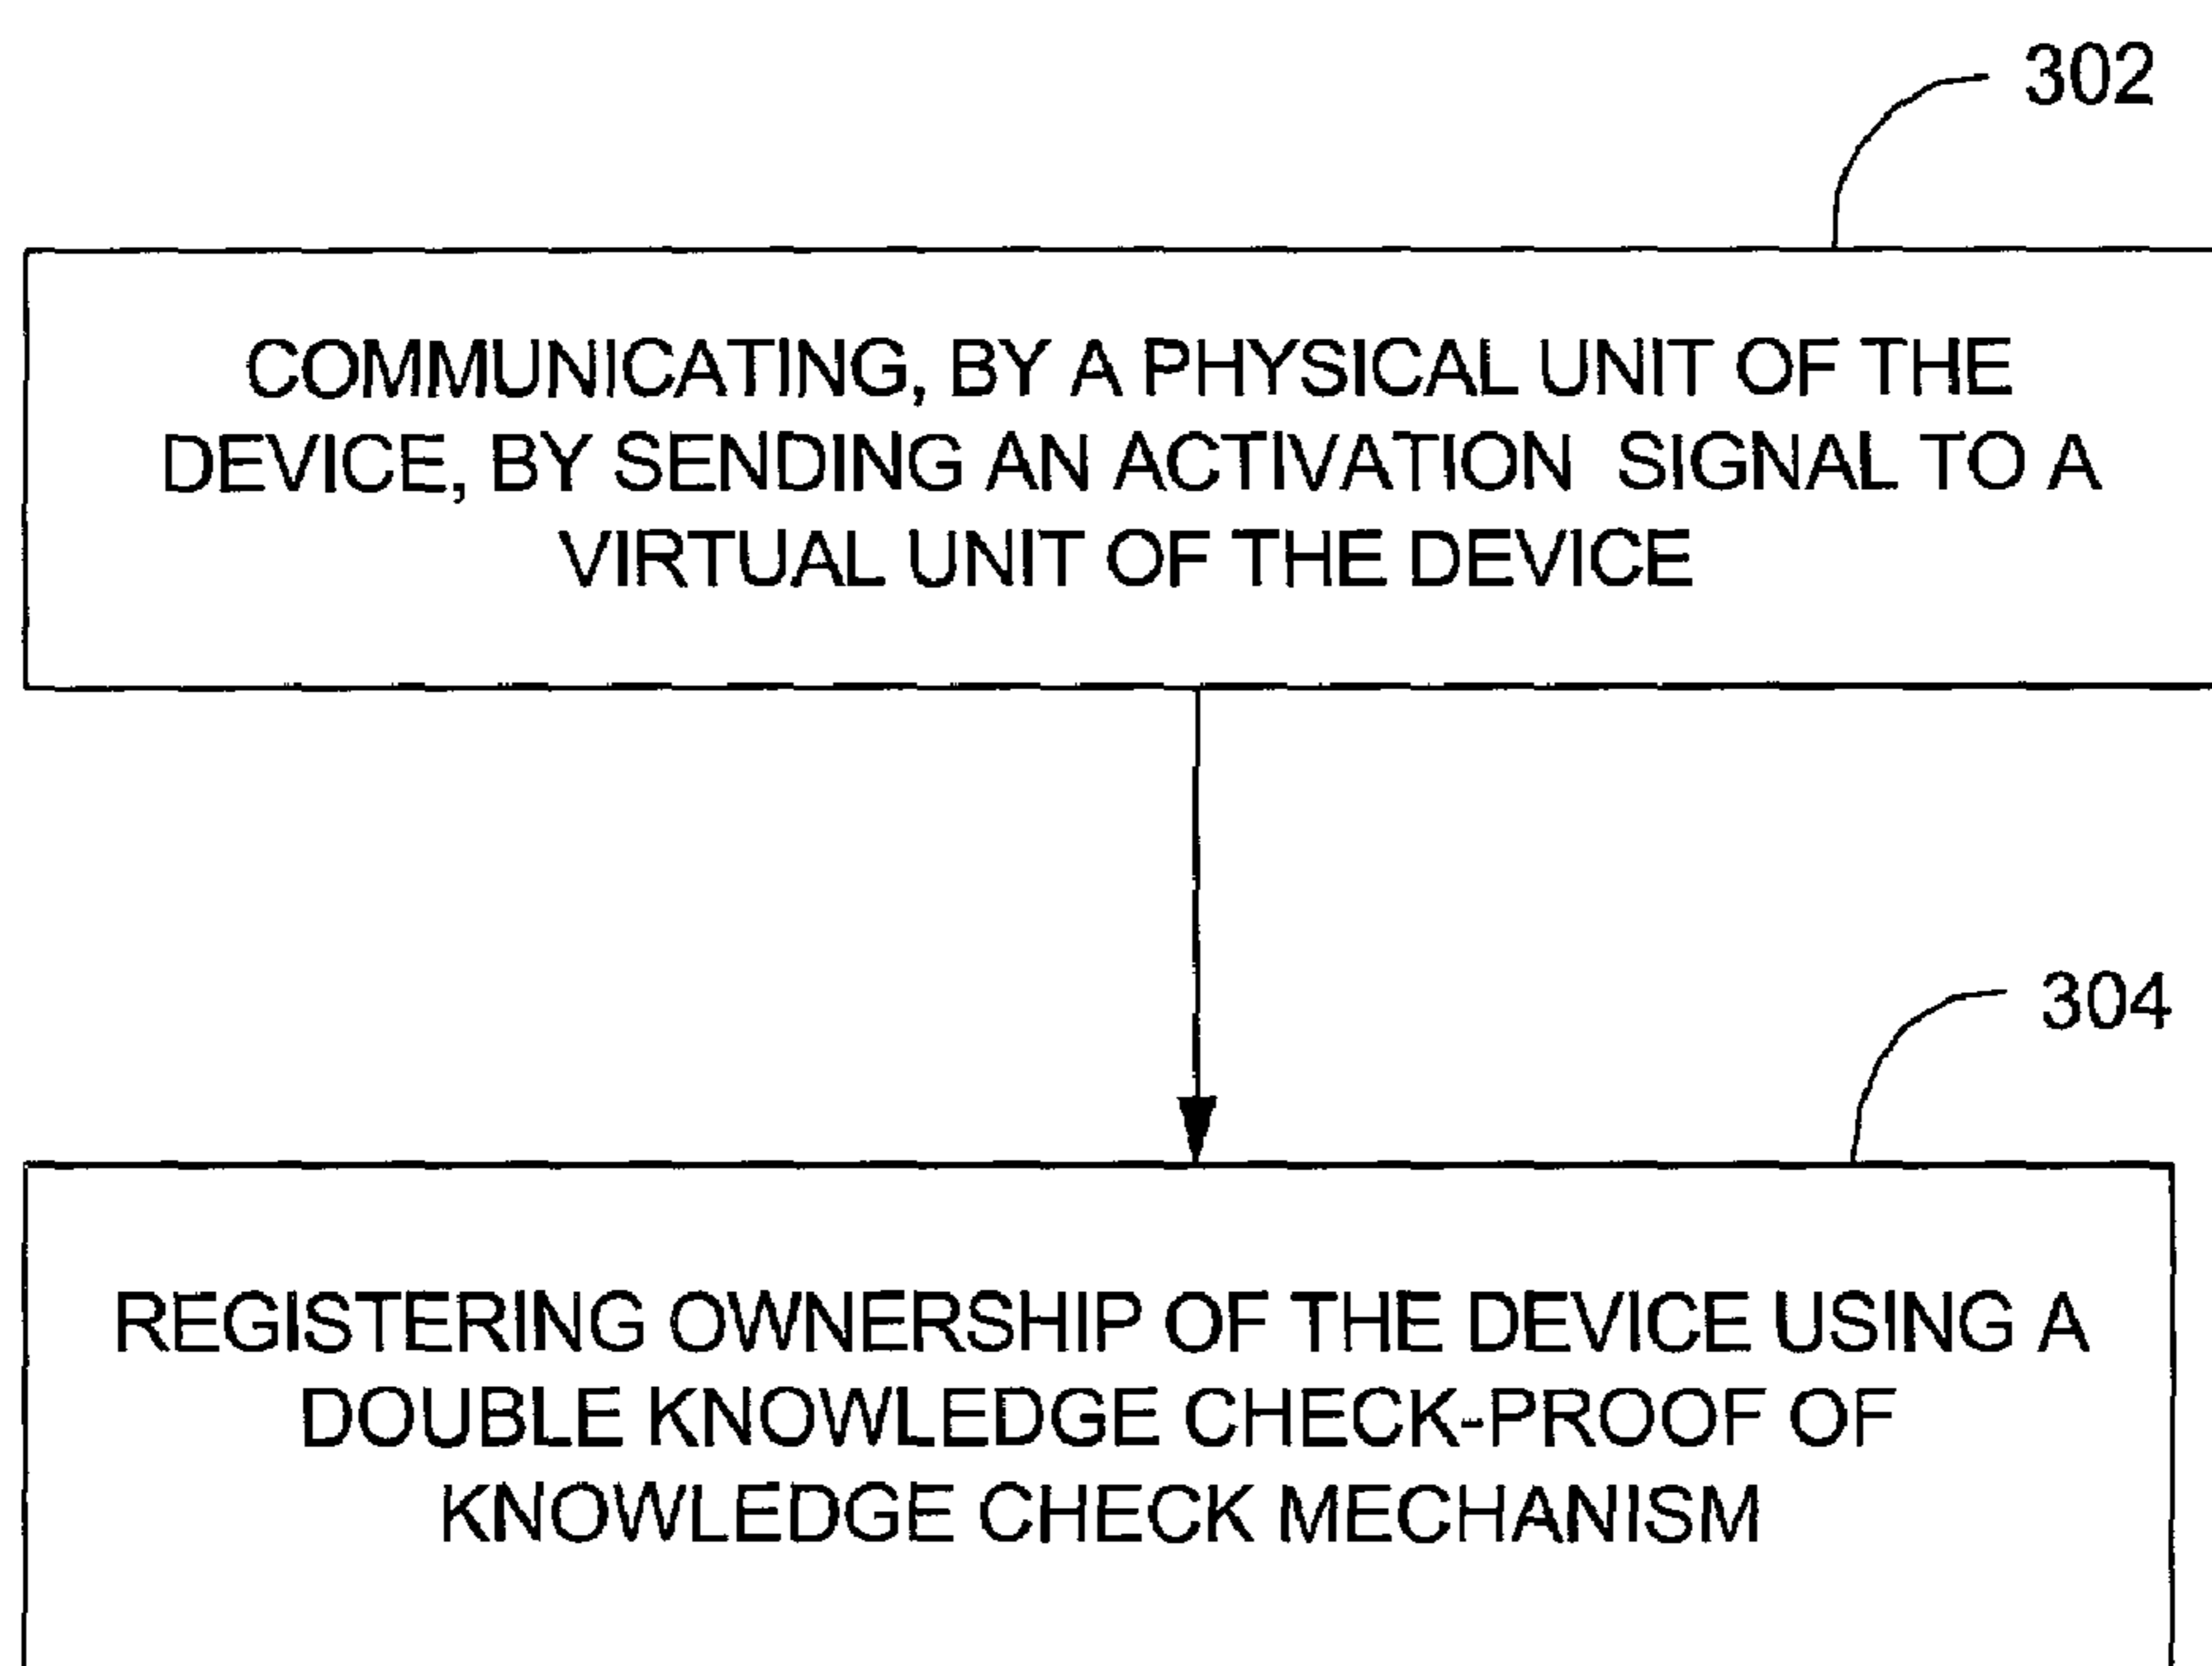 302
COMMUNICATING, BY A PHYSICAL UNIT OF THE
DEVICE, BY SENDING AN ACTIVATION SIGNAL TO A
VIRTUAL UNIT OF THE DEVICE
304
REGISTERING OWNERSHIP OF THE DEVICE USING A
DOUBLE KNOWLEDGE CHECK-PROOF OF
KNOWLEDGE CHECK MECHANISM